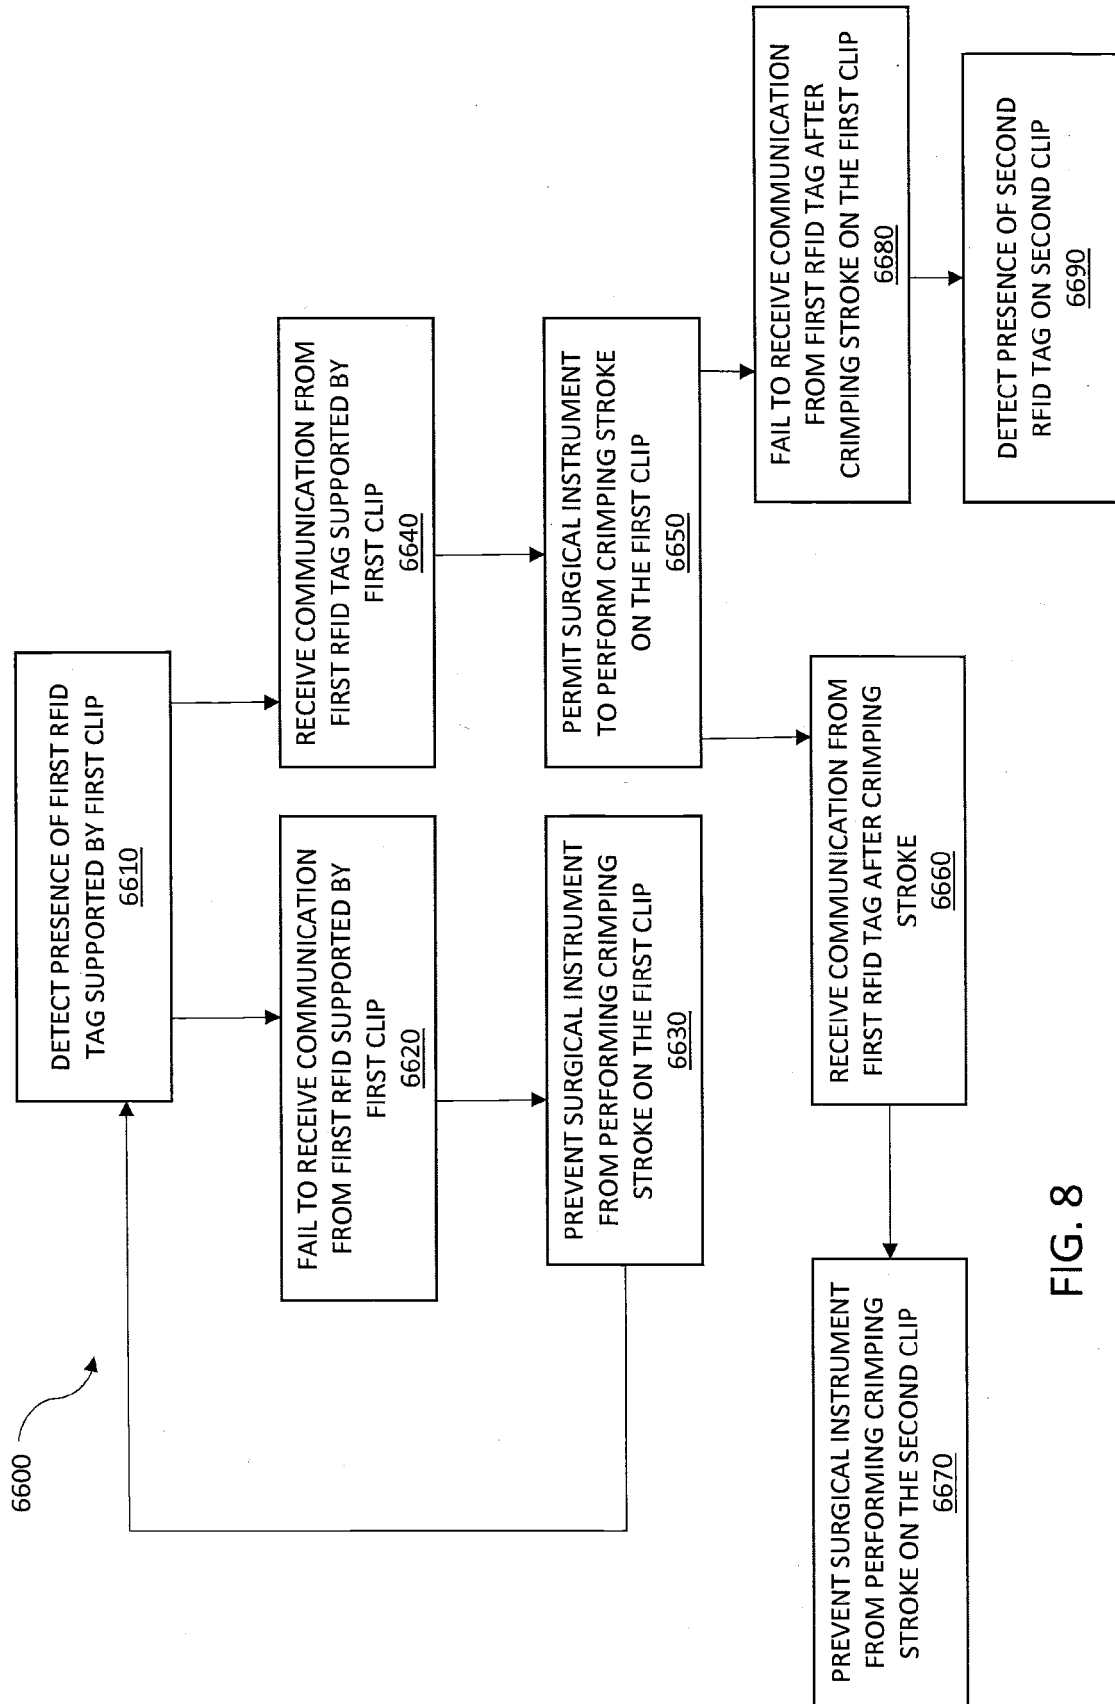 6600
DETECT PRESENCE OF FIRST RFID
TAG SUPPORTED BY FIRST CLIP
6610
FAIL TO RECEIVE COMMUNICATION
FROM FIRST RFID SUPPORTED BY
FIRST CLIP
6620
RECEIVE COMMUNICATION FROM
FIRST RFID TAG SUPPORTED BY
FIRST CLIP
6640
PREVENT SURGICAL INSTRUMENT
FROM PERFORMING CRIMPING
STROKE ON THE FIRST CLIP
6630
PERMIT SURGICAL INSTRUMENT
TO PERFORM CRIMPING STROKE
ON THE FIRST CLIP
6650
PREVENT SURGICAL INSTRUMENT
FROM PERFORMING CRIMPING
STROKE ON THE SECOND CLIP
6670
RECEIVE COMMUNICATION FROM
FIRST RFID TAG AFTER CRIMPING
STROKE
6660
FAIL TO RECEIVE COMMUNICATION
FROM FIRST RFID TAG AFTER
CRIMPING STROKE ON THE FIRST CLIP
6680
DETECT PRESENCE OF SECOND
RFID TAG ON SECOND CLIP
6690
FIG. 8